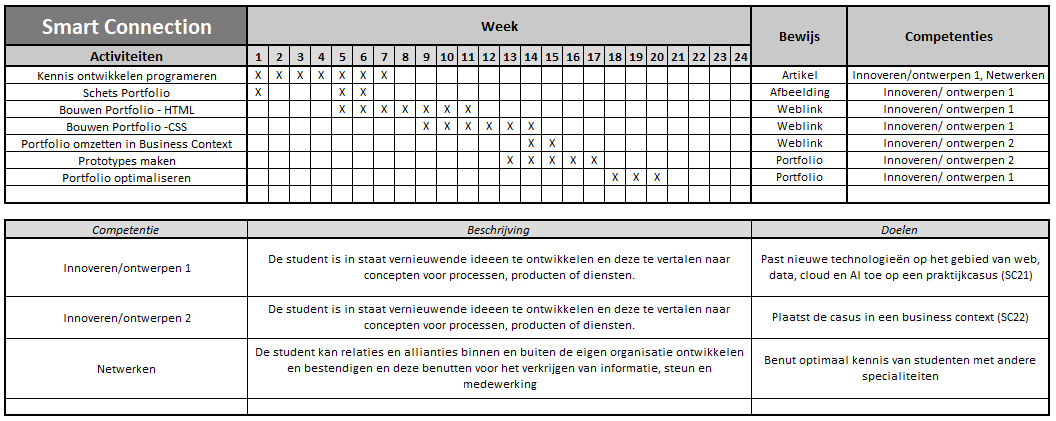 Smart Connection Week Bewijs Competenties
Activiteiten 1 2 3 4 5 6 7 8 9 10 11 12 13 14 15 16 17 18 19 20 21 22 23 24
Kennis ontwikkelen programeren X X X X X X X Artikel Innoveren/ontwerpen 1, Netwerken
Schets Portfolio X X X Afbeelding Innoveren/ ontwerpen 1
Bouwen Portfolio - HTML X X X X X X X Weblink Innoveren/ ontwerpen 1
Bouwen Portfolio -CSS X X X X X X Weblink Innoveren/ ontwerpen 1
Portfolio omzetten in Business Context X X Weblink Innoveren/ ontwerpen 2
Prototypes maken X X X X X Portfolio Innoveren/ ontwerpen 2
Portfolio optimaliseren X X X Portfolio Innoveren/ ontwerpen 1
Competentie Beschrijving Doelen
Innoveren/ontwerpen 1
De student is in staat vernieuwende ideeen te ontwikkelen en deze te vertalen naar
concepten voor processen, producten of diensten.
Past nieuwe technologieën op het gebied van web,
data, cloud en AI toe op een praktijkcasus (SC21)
Innoveren/ontwerpen 2
De student is in staat vernieuwende ideeen te ontwikkelen en deze te vertalen naar
concepten voor processen, producten of diensten.
Plaatst de casus in een business context (SC22)
Netwerken
De student kan relaties en allianties binnen en buiten de eigen organisatie ontwikkelen
en bestendigen en deze benutten voor het verkrijgen van informatie, steun en
medewerking
Benut optimaal kennis van studenten met andere
specialiteiten